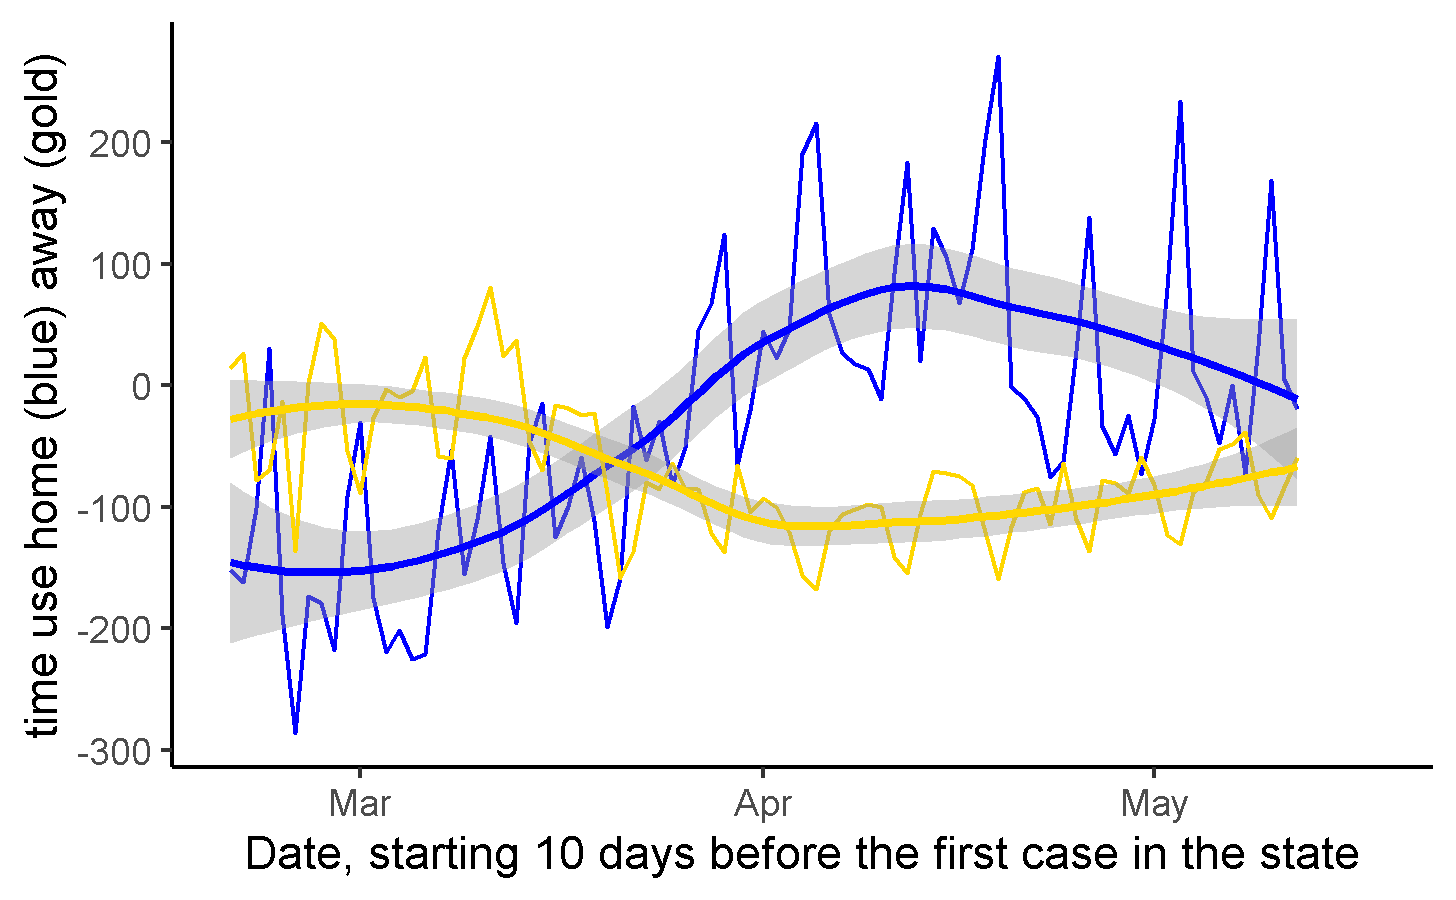 time use home (blue) away (gold)
200
100
0
-100
-200
-300
Mar Apr May
Date, starting 10 days before the first case in the state